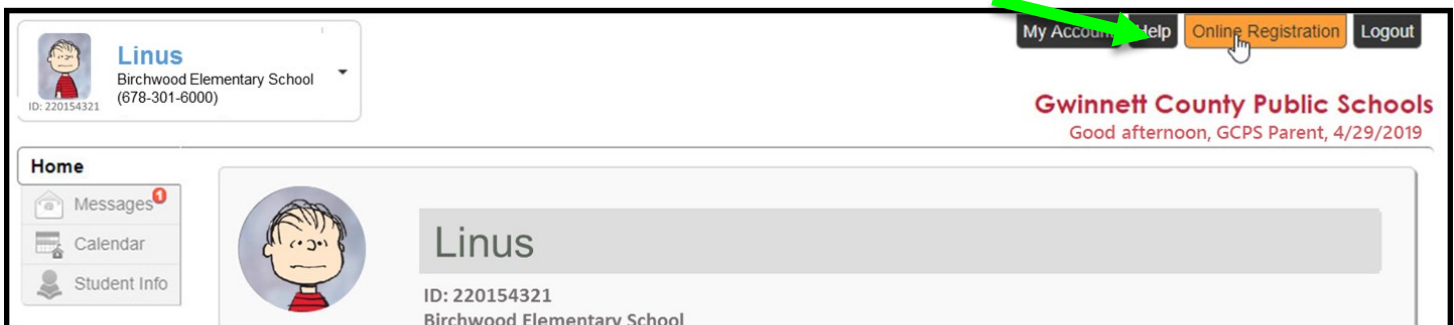 Linus
Birchwood Elementary School
(678-301-6000)
ID: 220154321
My Account Help Online Registration Logout
Gwinnett County Public Schools
Good afternoon, GCPS Parent, 4/29/2019
Home
Messages 1
Calendar
Student Info
Linus
ID: 220154321
Birchwood Elementary School